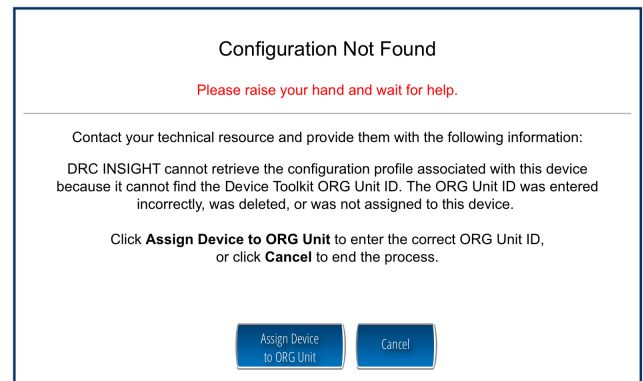 Configuration Not Found
Please raise your hand and wait for help.
Contact your technical resource and provide them with the following information:
DRC INSIGHT cannot retrieve the configuration profile associated with this device
because it cannot find the Device Toolkit ORG Unit ID. The ORG Unit ID was entered
incorrectly, was deleted, or was not assigned to this device.
Click Assign Device to ORG Unit to enter the correct ORG Unit ID,
or click Cancel to end the process.
Assign Device
to ORG Unit
Cancel